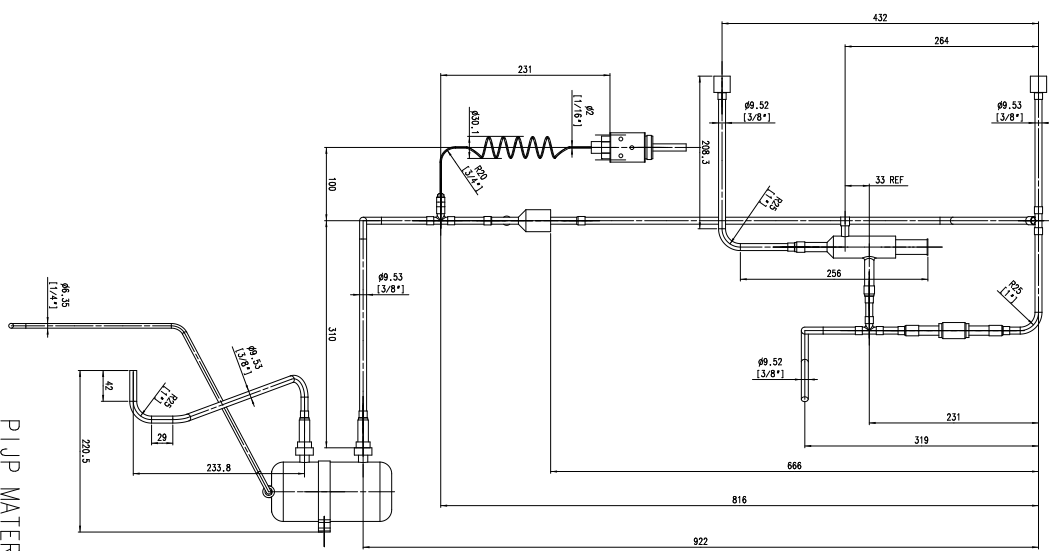 432
264
231
ø9.52
[3/8"]
ø9.53
[3/8"]
ø2
[1/16"]
ø30.1
208.3
R20
[3/4"]
100
33 REF
R25
[1"]
256
ø9.53
[3/8"]
R25
[1"]
ø6.35
[1/4"]
310
ø9.53
[3/8"]
ø9.52
[3/8"]
42
R25
[1"]
29
231
220.5
319
233.8
666
816
922
PIJP MATER